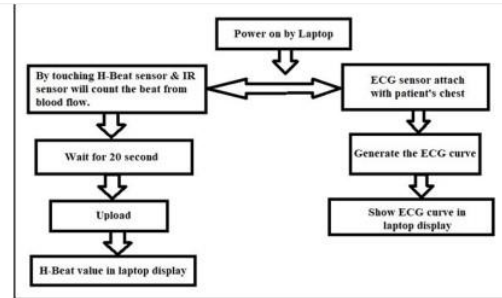 Power on by Laptop
By touching H-Beat sensor & IR
sensor will count the beat from
blood flow.
ECG sensor attach
with patient's chest
Wait for 20 second
Generate the ECG curve
Upload
Show ECG curve in
laptop display
H-Beat value in laptop display